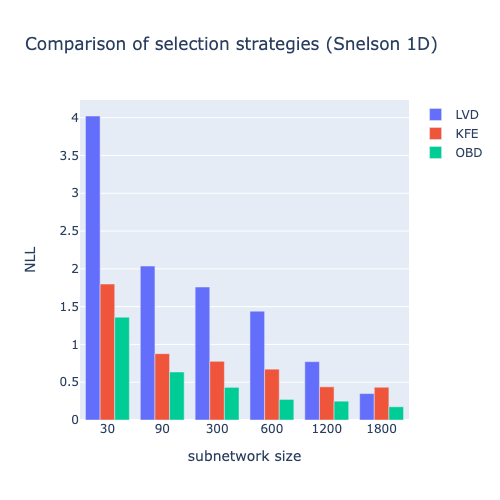 Comparison of selection strategies (Snelson 1D)
LVD
KFE
OBD
NLL
4
3.5
3
2.5
2
1.5
1
0.5
0
30 90 300 600 1200 1800
subnetwork size